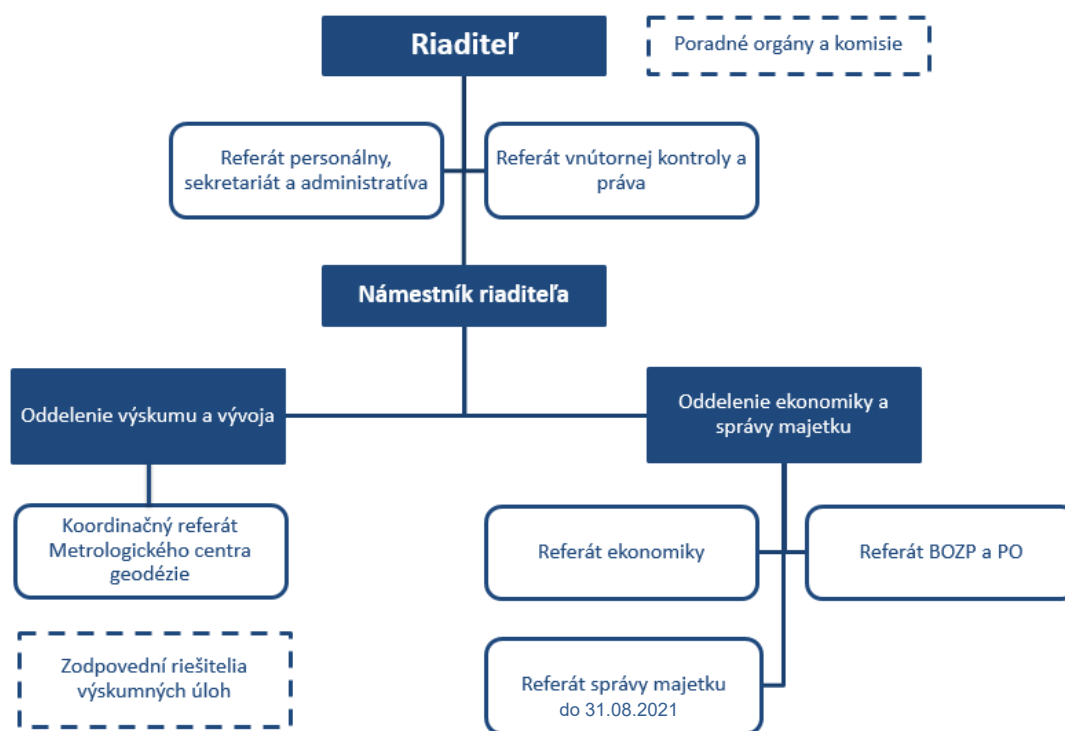 Riaditeľ
Poradné orgány a komisie
Referát personálny,
sekretariát a administratíva
Referát vnútornej kontroly a
práva
Námestník riaditeľa
Oddelenie výskumu a vývoja
Oddelenie ekonomiky a
správy majetku
Koordinačný referát
Metrologického centra
geodézie
Referát ekonomiky
Referát BOZP a PO
Zodpovední riešitelia
výskumných úloh
Referát správy majetku
do 31.08.2021